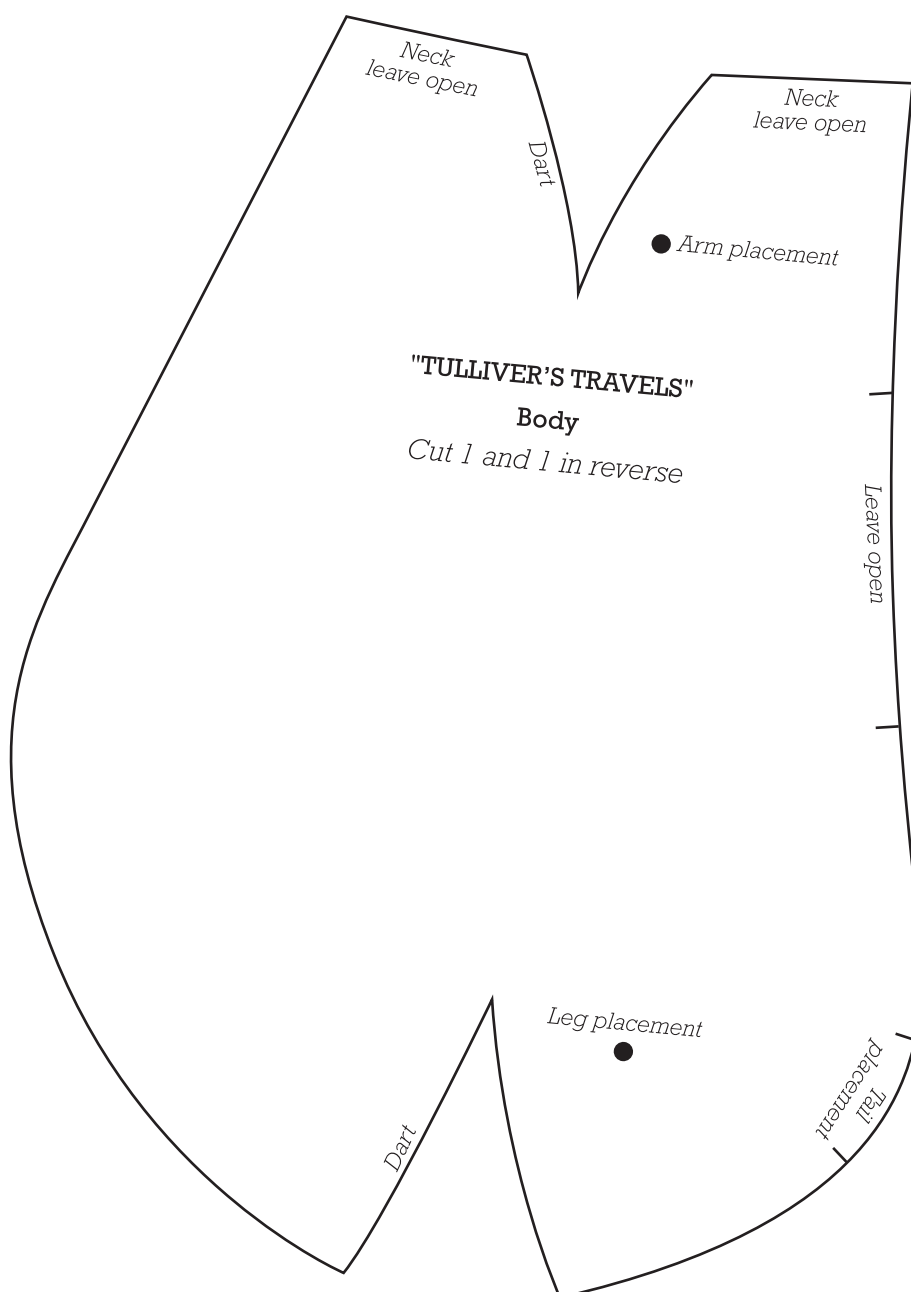 Neck
leave open
Neck
leave open
Dart
Arm placement
"TULLIVER’S TRAVELS"
Body
Cut 1 and 1 in reverse
Leave open
Leg placement
Tail
placement
Dart